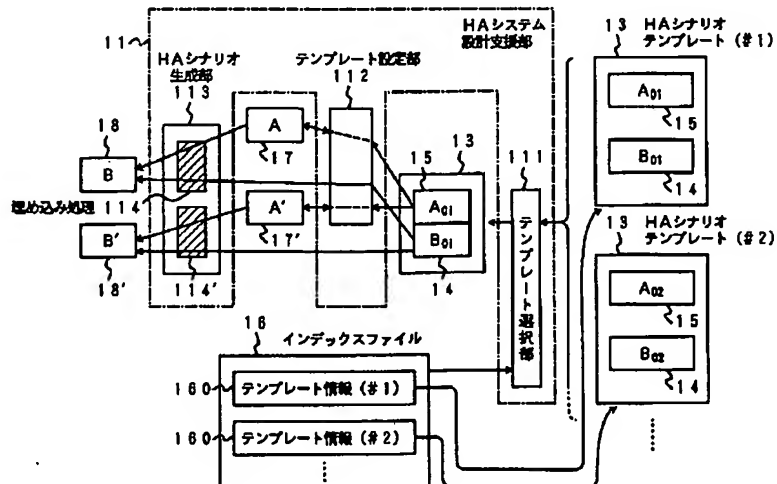 11
HAシナリオ
生成部
113
テンプレート設定部
112
HAシステム
設計支援部
13 HAシナリオ
テンプレート(#1)
A01
15
B01
14
18
B
A
17
埋め込み処理 114
B'
18'
A'
17'
114'
15
13
A01
B01
14
111
テンプレート選択部
13 HAシナリオ
テンプレート(#2)
A02
15
B02
14
16
インデックスファイル
160
テンプレート情報(#1)
160
テンプレート情報(#2)